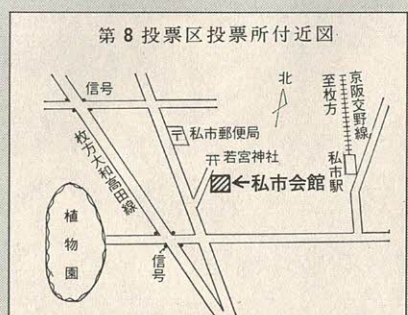 第8投票区投票所付近図
信号
北
京阪交野線
至枚方
〒私市郵便局
若宮神社
私市駅
←私市会館
枚方大和高田線
植物園
信号